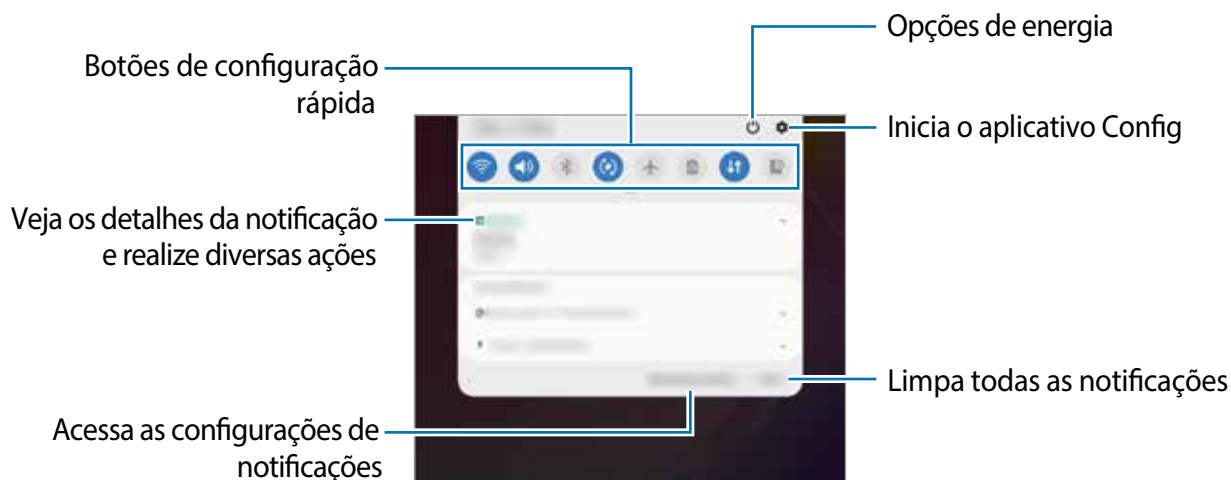 Opções de energia
Botões de configuração
rápida
Inicia o aplicativo Config
Veja os detalhes da notificação
e realize diversas ações
Limpa todas as notificações
Acessa as configurações de
notificações